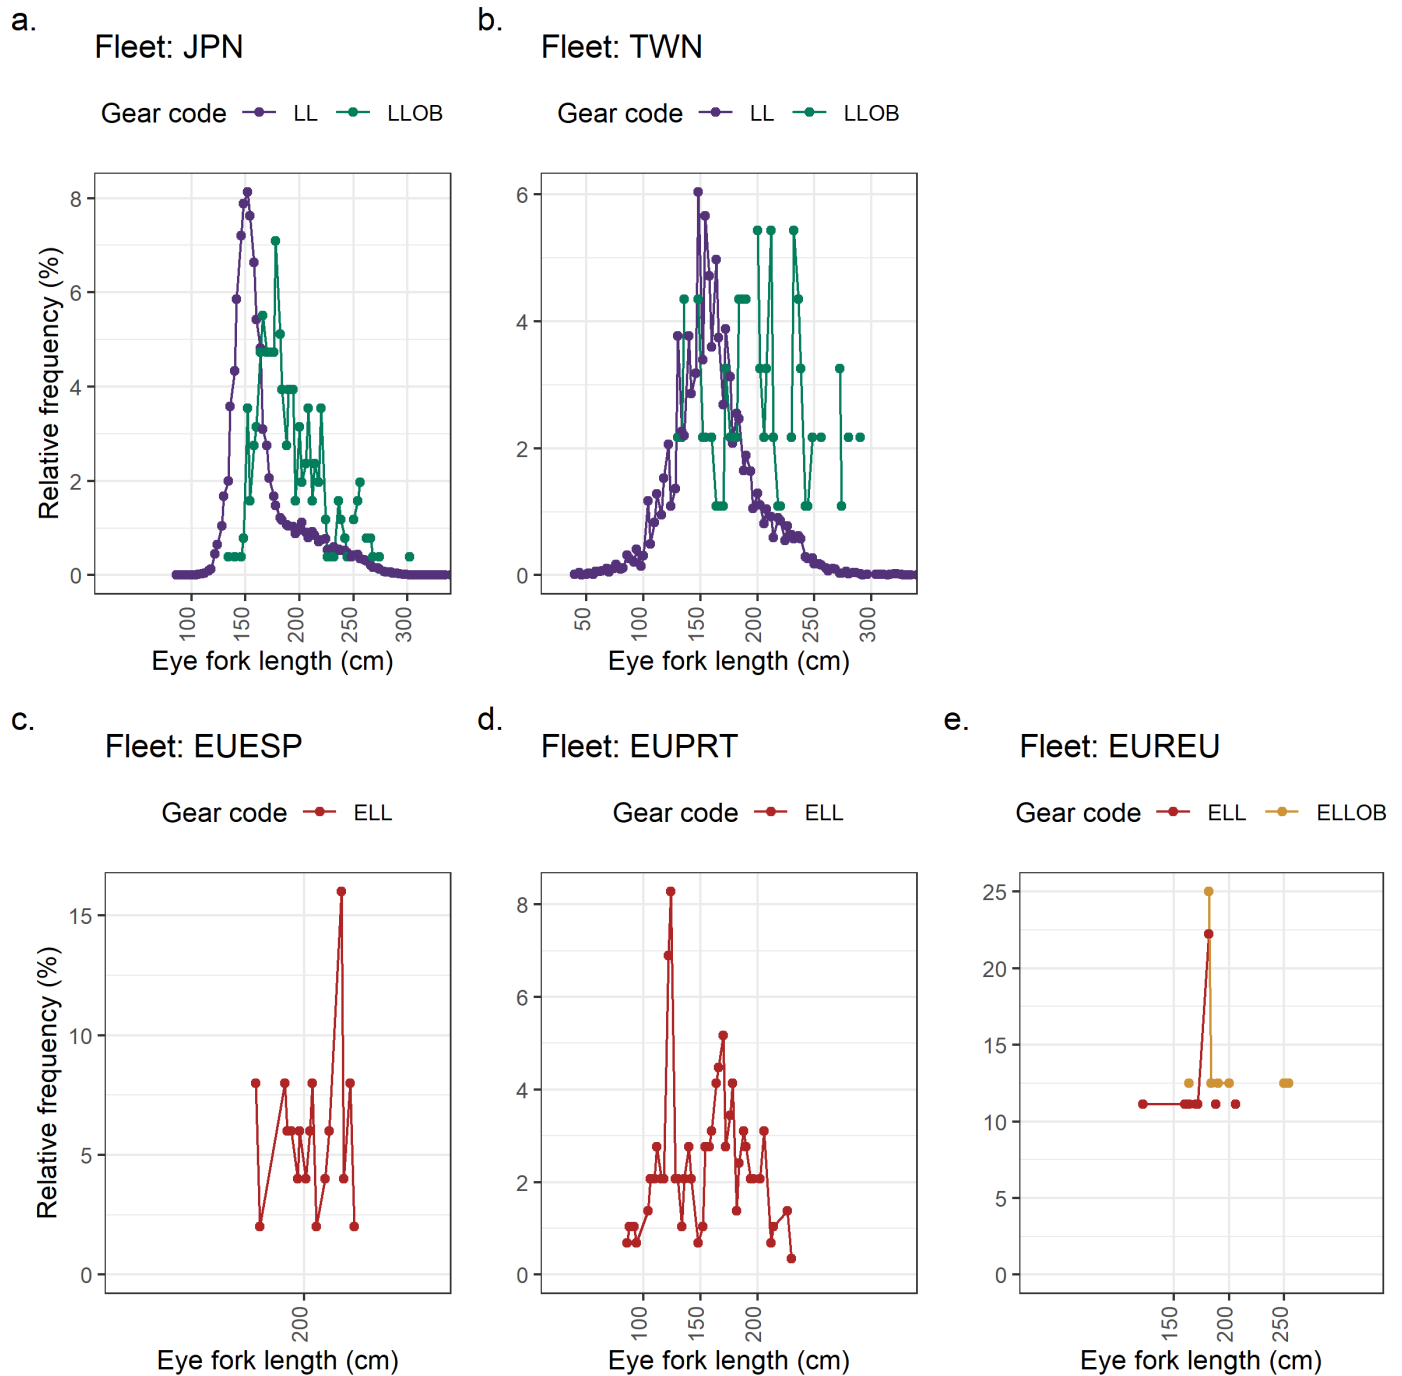 a.
Fleet: JPN
Gear code LL LLOB
Relative frequency (%)
8
6
4
2
0
100
150
200
250
300
Eye fork length (cm)
b.
Fleet: TWN
Gear code LL LLOB
6
4
2
0
50
100
150
200
250
300
Eye fork length (cm)
c.
Fleet: EUESP
Gear code ELL
Relative frequency (%)
15
10
5
0
200
Eye fork length (cm)
d.
Fleet: EUPRT
Gear code ELL
8
6
4
2
0
100
150
200
Eye fork length (cm)
e.
Fleet: EUREU
Gear code ELL ELLOB
25
20
15
10
5
0
150
200
250
Eye fork length (cm)